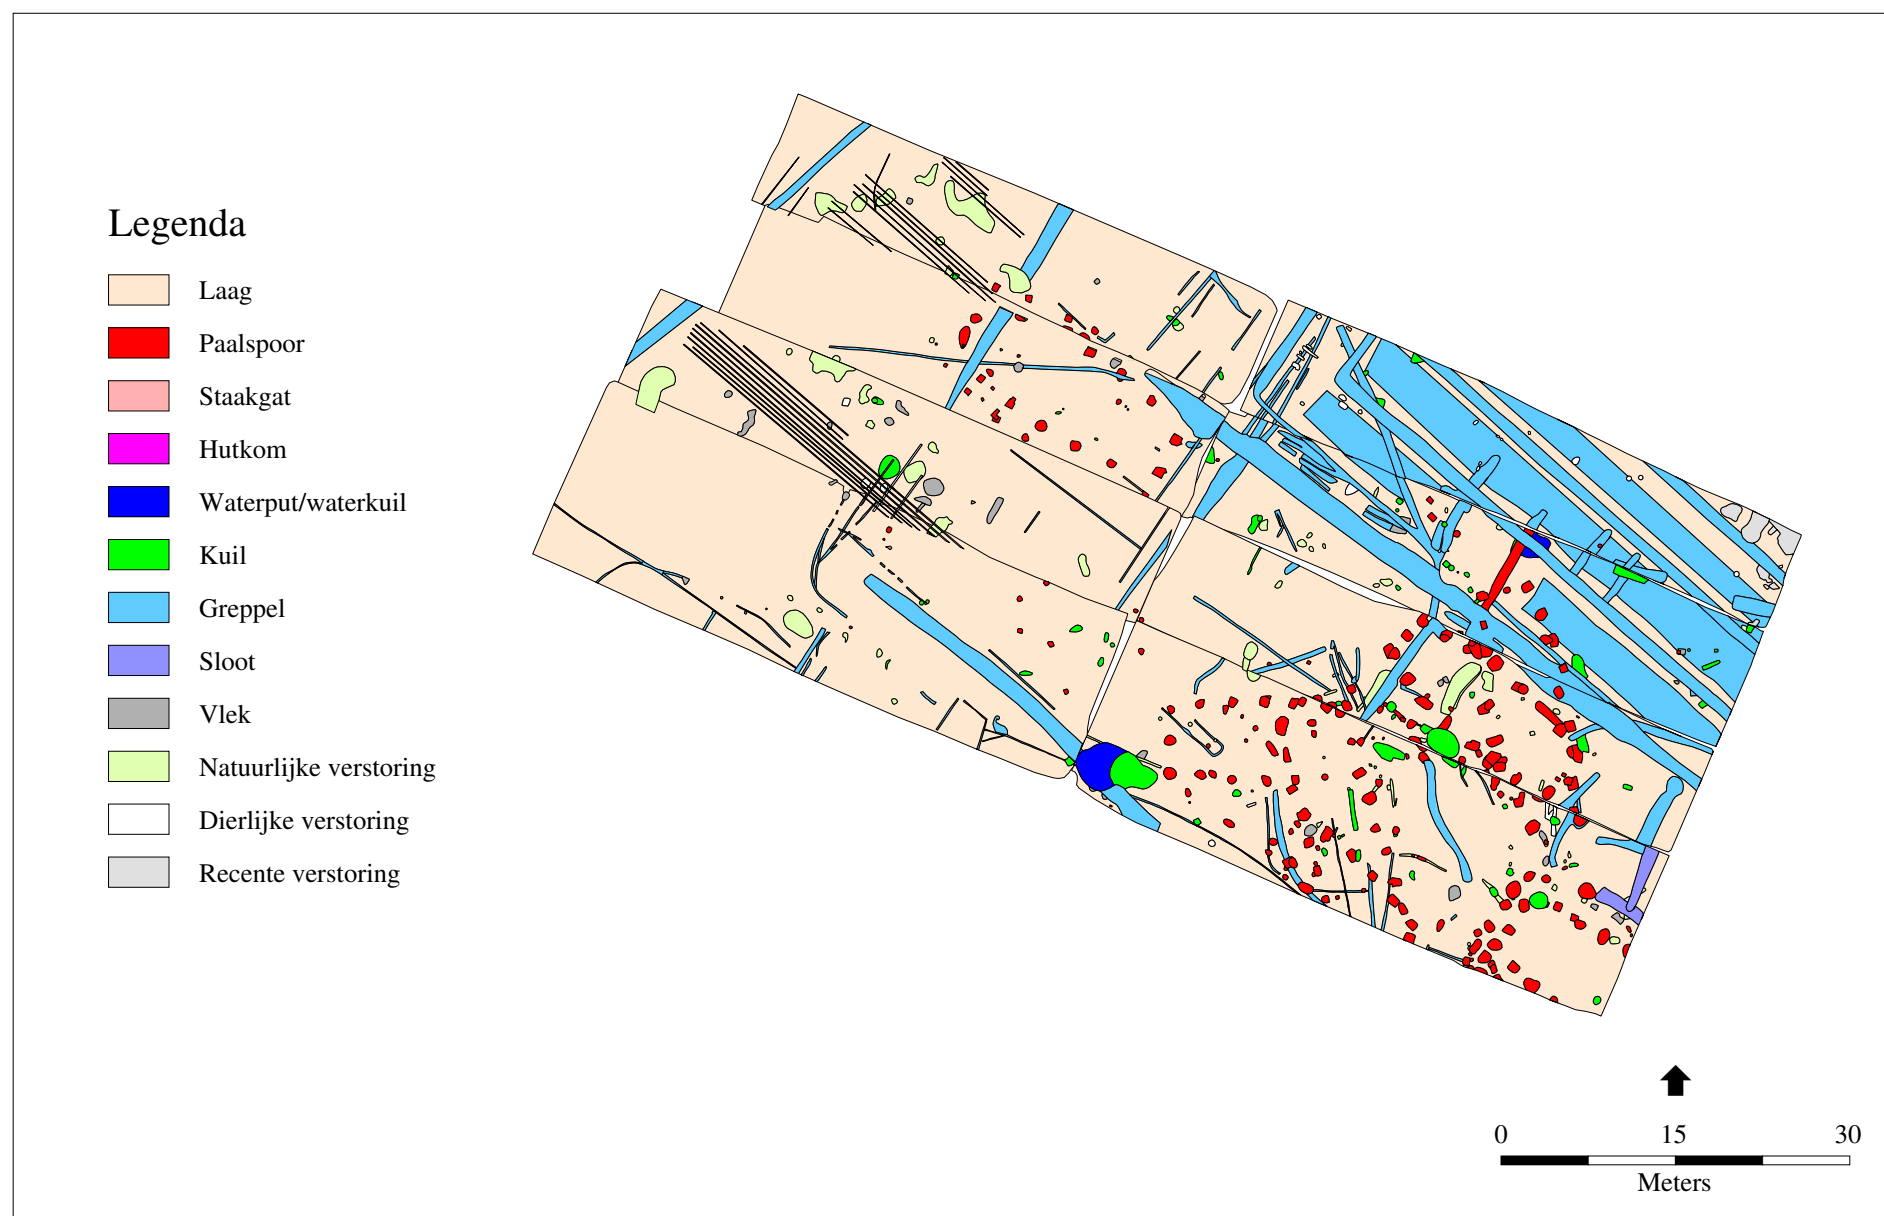 Legenda
Laag
Paalspoor
Staakgat
Hutkom
Waterput/waterkuil
Kuil
Greppel
Sloot
Vlek
Natuurlijke verstoring
Dierlijke verstoring
Recente verstoring
0 15 30
Meters